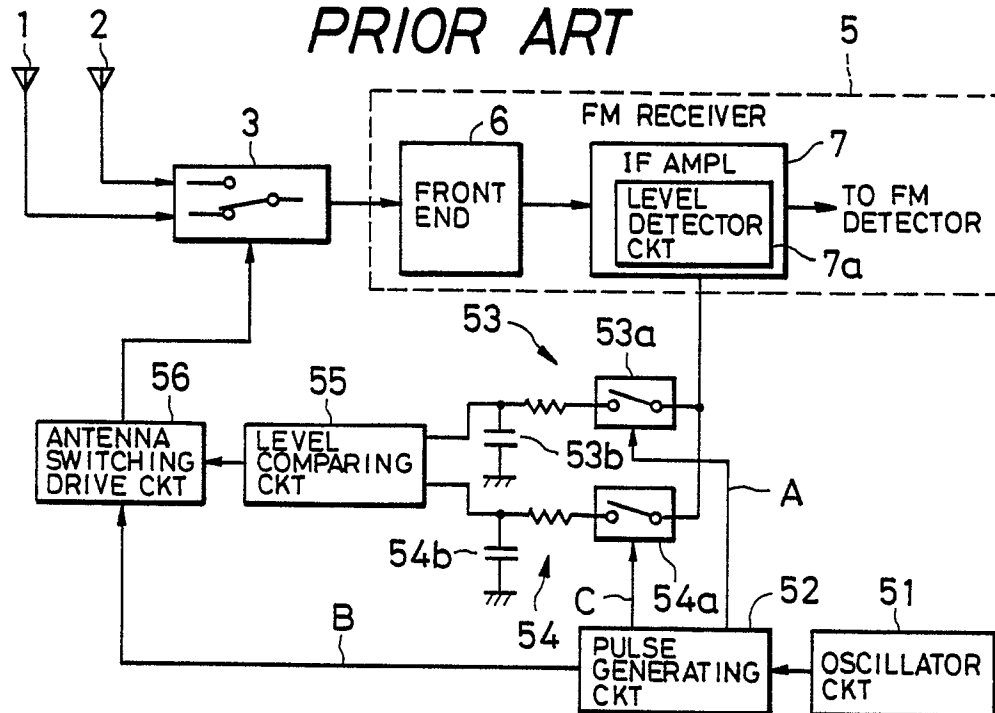 PRIOR ART
1
2
5
FM RECEIVER
3
6
7
FRONT
END
IF AMPL
LEVEL
DETECTOR
CKT
7a
TO FM
DETECTOR
53
53a
56
55
ANTENNA
SWITCHING
DRIVE CKT
LEVEL
COMPARING
CKT
53b
A
54b
54
C
54a
52
51
B
PULSE
GENERATING
CKT
OSCILLATOR
CKT